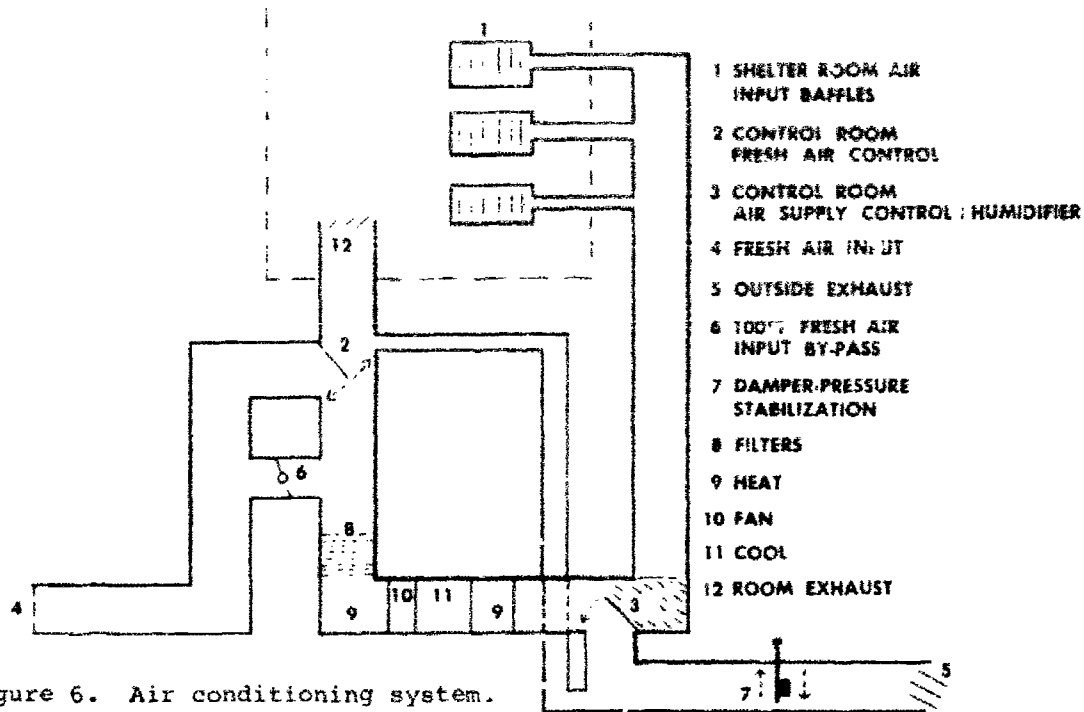 1
1 SHELTER ROOM AIR
INPUT BAFFLES
2 CONTROL ROOM
FRESH AIR CONTROL
3 CONTROL ROOM
AIR SUPPLY CONTROL: HUMIDIFIER
4 FRESH AIR INPUT
5 OUTSIDE EXHAUST
6 100% FRESH AIR
INPUT BY-PASS
7 DAMPER-PRESSURE
STABILIZATION
8 FILTERS
9 HEAT
10 FAN
11 COOL
12 ROOM EXHAUST
12
2
6
8
4
9
10
11
9
3
5
7
gure 6. Air conditioning system.